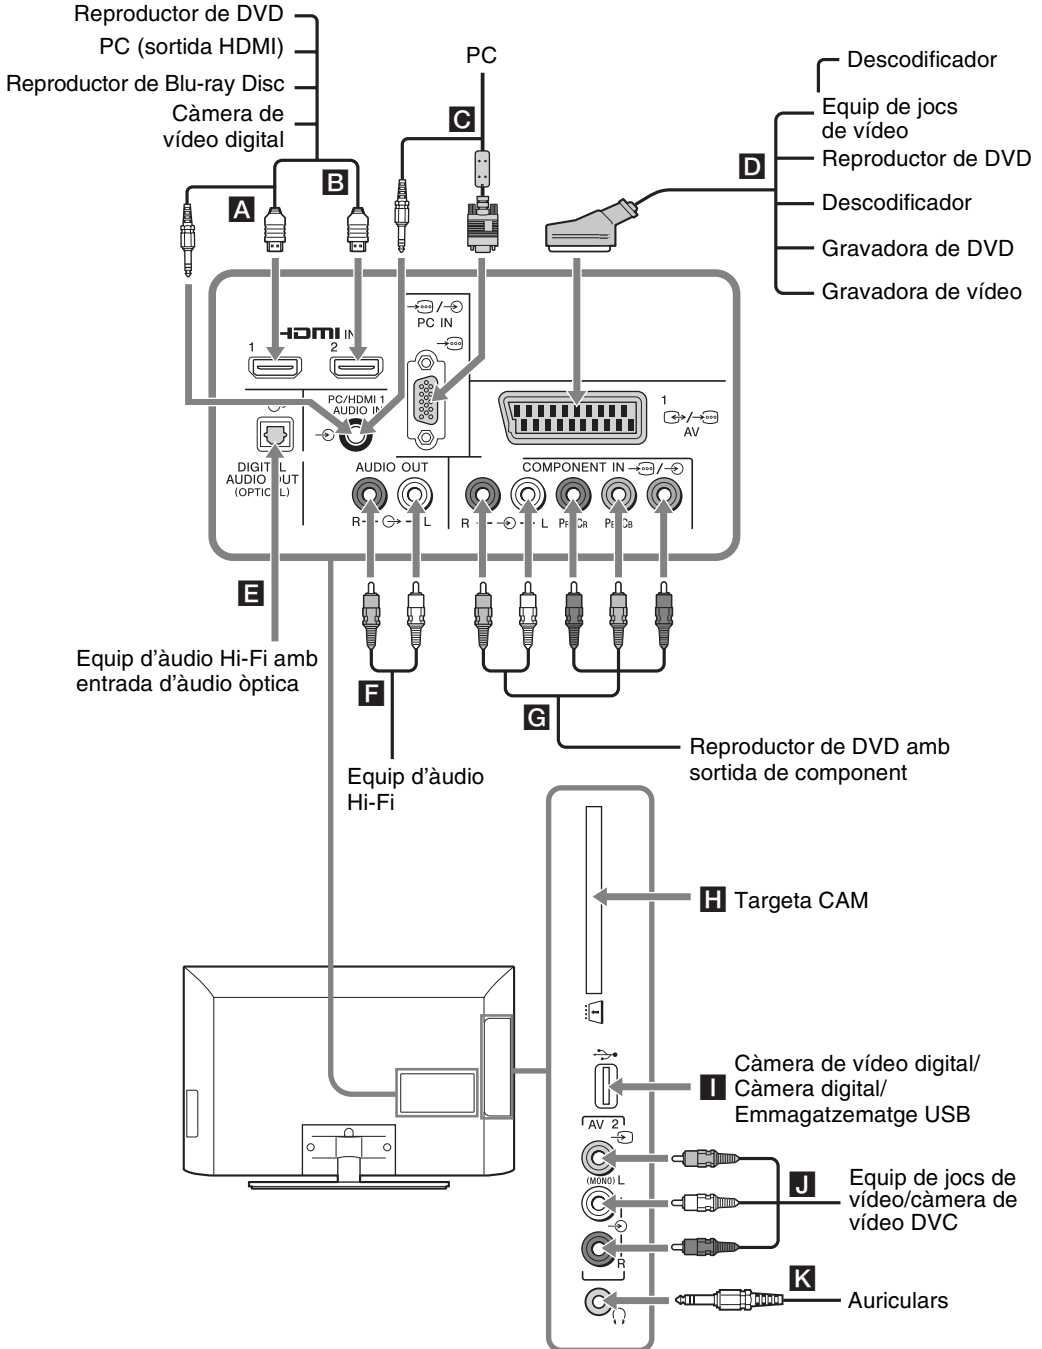 Reproductor de DVD
PC (sortida HDMI)
Reproductor de Blu-ray Disc
Càmera de
vídeo digital
PC
Descodificador
Equip de jocs
de vídeo
Reproductor de DVD
Descodificador
Gravadora de DVD
Gravadora de vídeo
A
B
C
D
PC IN
HDMI IN
1
2
PC/HDMI 1
AUDIO IN
1
AV
DIGITAL
AUDIO OUT
(OPTICAL)
AUDIO OUT
R L
COMPONENT IN
R L PR/CR PB/CB
E
Equip d'àudio Hi-Fi amb
entrada d'àudio òptica
F
Equip d'àudio
Hi-Fi
G
Reproductor de DVD amb
sortida de component
H Targeta CAM
I
Càmera de vídeo digital/
Càmera digital/
Emmagatzematge USB
AV 2
(MONO) L
R
J
Equip de jocs de
vídeo/càmera de
vídeo DVC
K
Auriculars